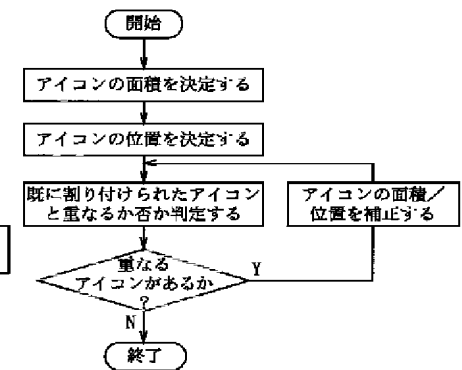 開始
アイコンの面積を決定する
アイコンの位置を決定する
既に割り付けられたアイコン
と重なるか否か判定する
アイコンの面積／
位置を補正する
重なる
アイコンがあるか
?
Y
N
終了